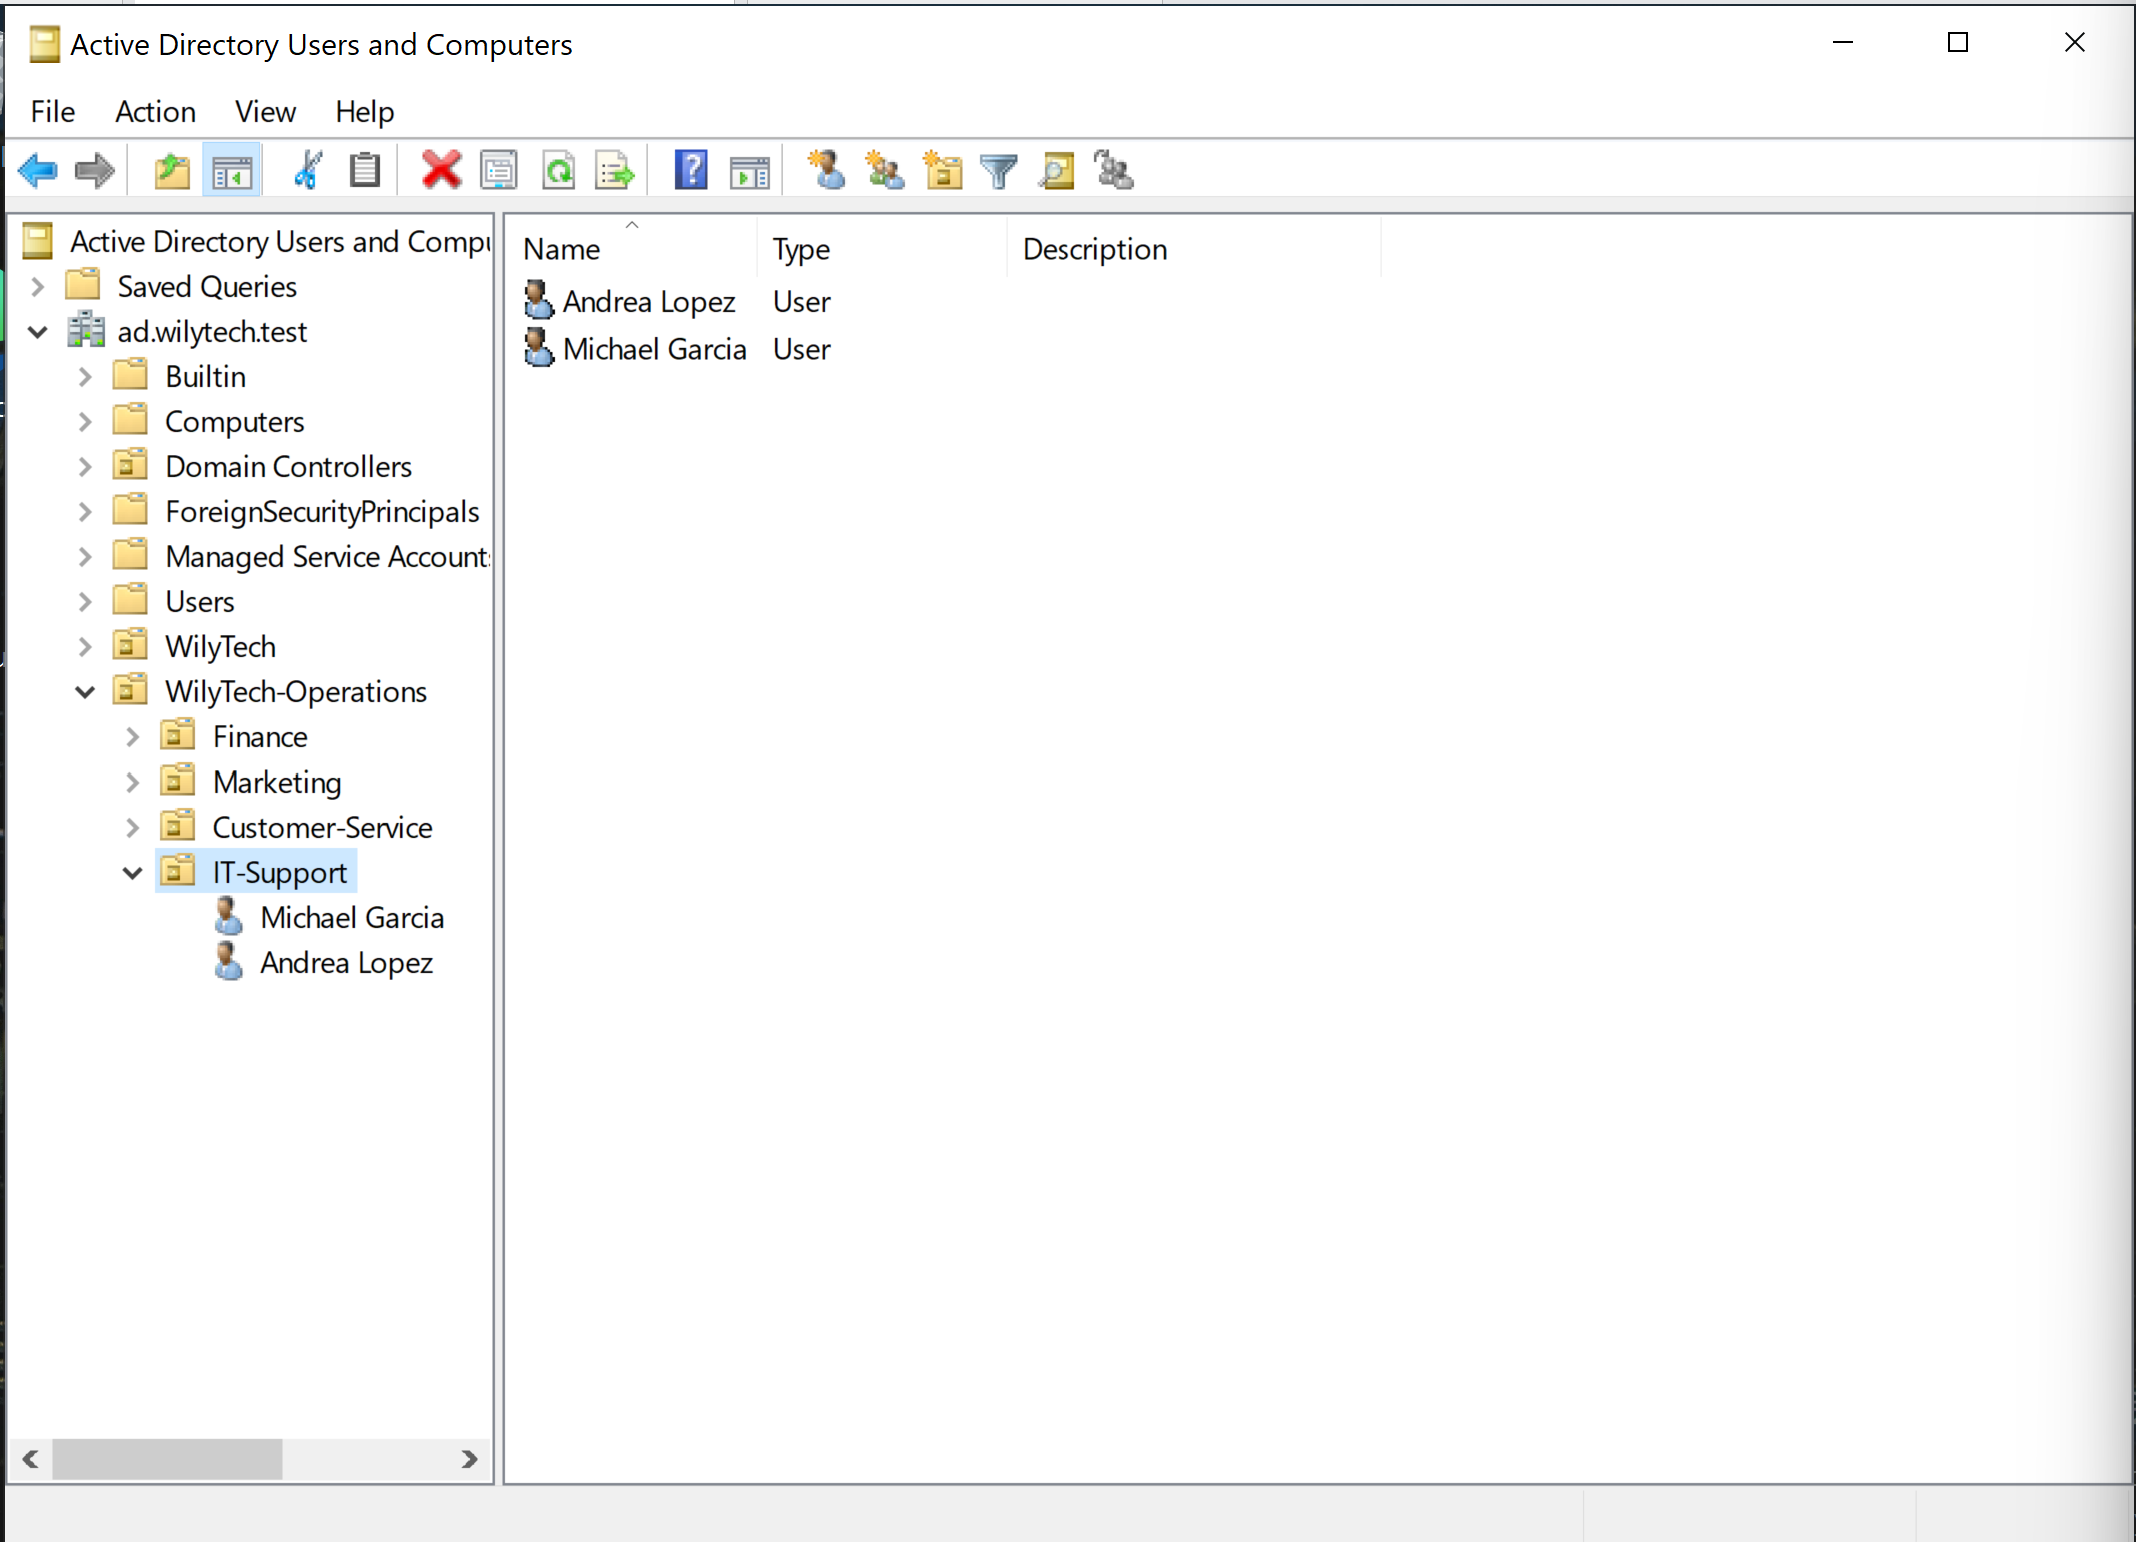 Active Directory Users and Computers
File Action View Help
Active Directory Users and Compu
Saved Queries
ad.wilytech.test
Builtin
Computers
Domain Controllers
ForeignSecurityPrincipals
Managed Service Accounts
Users
WilyTech
WilyTech-Operations
Finance
Marketing
Customer-Service
IT-Support
Michael Garcia
Andrea Lopez
Name Type Description
Andrea Lopez User
Michael Garcia User